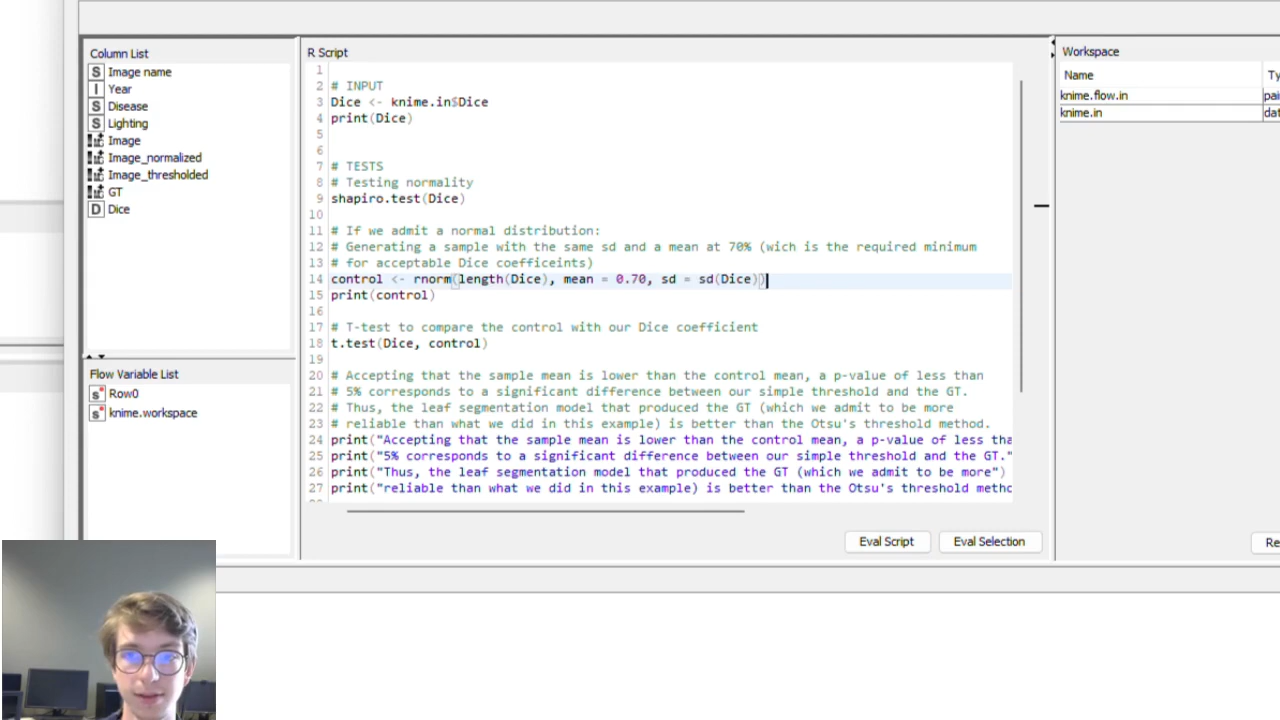 Column List
S Image name
I Year
S Disease
S Lighting
Image
Image_normalized
Image_thresholded
GT
D Dice
Flow Variable List
s Row0
s knime.workspace
R Script
1
2 # INPUT
3 Dice <- knime.in$Dice
4 print(Dice)
5
6
7 # TESTS
8 # Testing normality
9 shapiro.test(Dice)
10
11 # If we admit a normal distribution:
12 # Generating a sample with the same sd and a mean at 70% (wich is the required minimum
13 # for acceptable Dice coefficeints)
14 control <- rnorm(length(Dice), mean = 0.70, sd = sd(Dice))
15 print(control)
16
17 # T-test to compare the control with our Dice coefficient
18 t.test(Dice, control)
19
20 # Accepting that the sample mean is lower than the control mean, a p-value of less than
21 # 5% corresponds to a significant difference between our simple threshold and the GT.
22 # Thus, the leaf segmentation model that produced the GT (which we admit to be more
23 # reliable than what we did in this example) is better than the Otsu's threshold method.
24 print("Accepting that the sample mean is lower than the control mean, a p-value of less tha
25 print("5% corresponds to a significant difference between our simple threshold and the GT."
26 print("Thus, the leaf segmentation model that produced the GT (which we admit to be more")
27 print("reliable than what we did in this example) is better than the Otsu's threshold metho
Eval Script
Eval Selection
Workspace
Name Ty
knime.flow.in pai
knime.in dat
Re